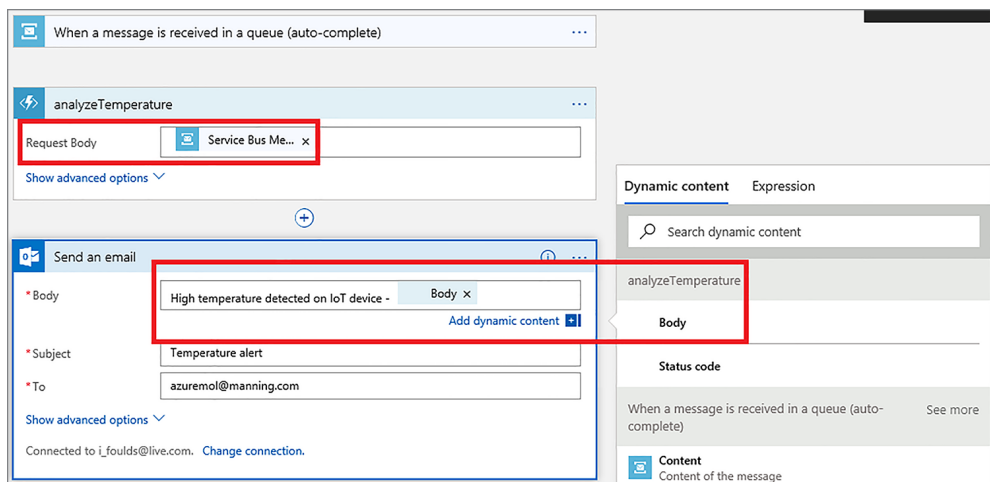 When a message is received in a queue (auto-complete)
analyzeTemperature
Request Body
Service Bus Me... ×
Show advanced options
Send an email
* Body
High temperature detected on IoT device - Body ×
Add dynamic content
* Subject
Temperature alert
* To
azuremol@manning.com
Show advanced options
Connected to i_foulds@live.com. Change connection.
Dynamic content Expression
Search dynamic content
analyzeTemperature
Body
Status code
When a message is received in a queue (auto-
complete)
See more
Content
Content of the message